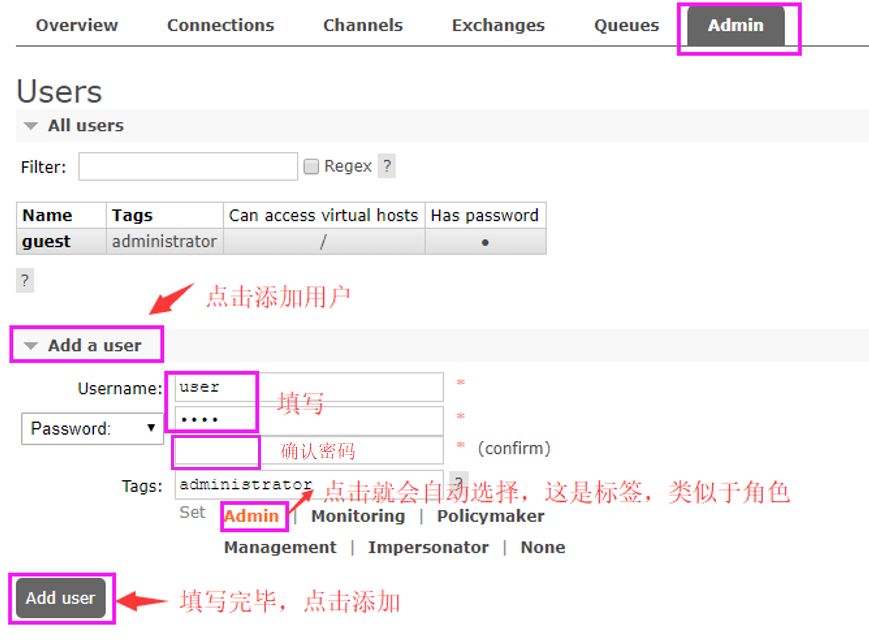 Overview Connections Channels Exchanges Queues Admin
Users
All users
Filter: Regex ?
Name Tags Can access virtual hosts Has password
guest administrator / ●
?
点击添加用户
Add a user
Username: user * 填写
Password: •••• *
确认密码 * (confirm)
Tags: administrator ?
点击就会自动选择，这是标签，类似于角色
Set Admin | Monitoring | Policymaker
Management | Impersonator | None
Add user 填写完毕，点击添加